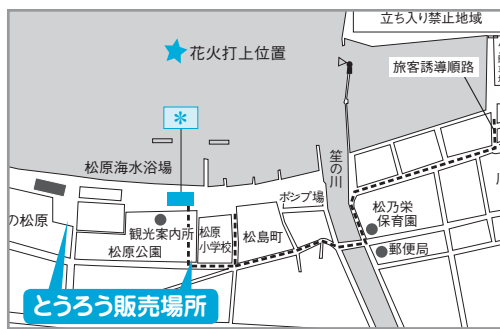 立ち入り禁止地域
花火打上位置
旅客誘導順路
*
松原海水浴場
笙の川
ポンプ場
松乃栄
保育園
の松原
観光案内所
松原
小学校
松島町
松原公園
郵便局
とうろう販売場所